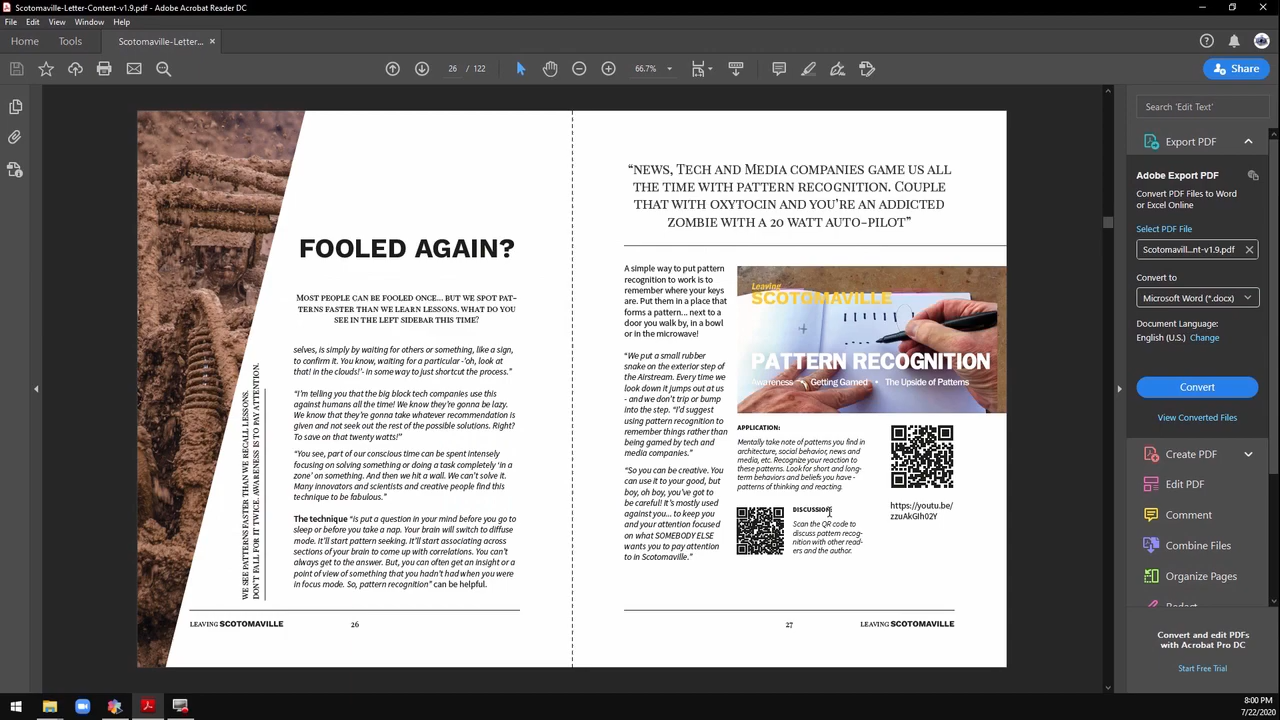 Scotomaville-Letter-Content-v1.9.pdf - Adobe Acrobat Reader DC
File Edit View Window Help
Home Tools Scotomaville-Letter... ×
26 / 122 66.7% Share
FOOLED AGAIN?
MOST PEOPLE CAN BE FOOLED ONCE... BUT WE SPOT PAT-
TERNS FASTER THAN WE LEARN LESSONS. WHAT DO YOU
SEE IN THE LEFT SIDEBAR THIS TIME?
selves, is simply by waiting for others or something, like a sign,
to confirm it. You know, waiting for a particular -'oh, look at
that! in the clouds!'- in some way to just shortcut the process."
"I'm telling you that the big block tech companies use this
against humans all the time! We know they're gonna be lazy.
We know that they're gonna take whatever recommendation is
given and not seek out the rest of the possible solutions. Right?
To save on that twenty watts!"
"You see, part of our conscious time can be spent intensely
focusing on solving something or doing a task completely 'in a
zone' on something. And then we hit a wall. We can't solve it.
Many innovators and scientists and creative people find this
technique to be fabulous."
The technique "is put a question in your mind before you go to
sleep or before you take a nap. Your brain will switch to diffuse
mode. It'll start pattern seeking. It'll start associating across
sections of your brain to come up with correlations. You can't
always get to the answer. But, you can often get an insight or a
point of view of something that you hadn't had when you were
in focus mode. So, pattern recognition" can be helpful.
WE SEE PATTERNS FASTER THAN WE RECALL LESSONS.
DON'T FALL FOR IT TWICE. AWARENESS IS TO PAY ATTENTION.
LEAVING SCOTOMAVILLE 26
"NEWS, TECH AND MEDIA COMPANIES GAME US ALL
THE TIME WITH PATTERN RECOGNITION. COUPLE
THAT WITH OXYTOCIN AND YOU'RE AN ADDICTED
ZOMBIE WITH A 20 WATT AUTO-PILOT"
A simple way to put pattern
recognition to work is to
remember where your keys
are. Put them in a place that
forms a pattern... next to a
door you walk by, in a bowl
or in the microwave!
"We put a small rubber
snake on the exterior step of
the Airstream. Every time we
look down it jumps out at us
- and we don't trip or bump
into the step. "I'd suggest
using pattern recognition to
remember things rather than
being gamed by tech and
media companies."
"So you can be creative. You
can use it to your good, but
boy, oh boy, you've got to
be careful! It's mostly used
against you... to keep you
and your attention focused
on what SOMEBODY ELSE
wants you to pay attention
to in Scotomaville."
Leaving
SCOTOMAVILLE
PATTERN RECOGNITION
Awareness • Getting Gamed • The Upside of Patterns
APPLICATION:
Mentally take note of patterns you find in
architecture, social behavior, news and
media, etc. Recognize your reaction to
these patterns. Look for short and long-
term behaviors and beliefs you have -
patterns of thinking and reacting.
https://youtu.be/
zzuAkGIh02Y
DISCUSSION:
Scan the QR code to
discuss pattern recog-
nition with other read-
ers and the author.
27 LEAVING SCOTOMAVILLE
Search 'Edit Text'
Export PDF
Adobe Export PDF
Convert PDF Files to Word
or Excel Online
Select PDF File
Scotomavill...nt-v1.9.pdf ×
Convert to
Microsoft Word (*.docx)
Document Language:
English (U.S.) Change
Convert
View Converted Files
Create PDF
Edit PDF
Comment
Combine Files
Organize Pages
Redact
Convert and edit PDFs
with Acrobat Pro DC
Start Free Trial
8:00 PM
7/22/2020